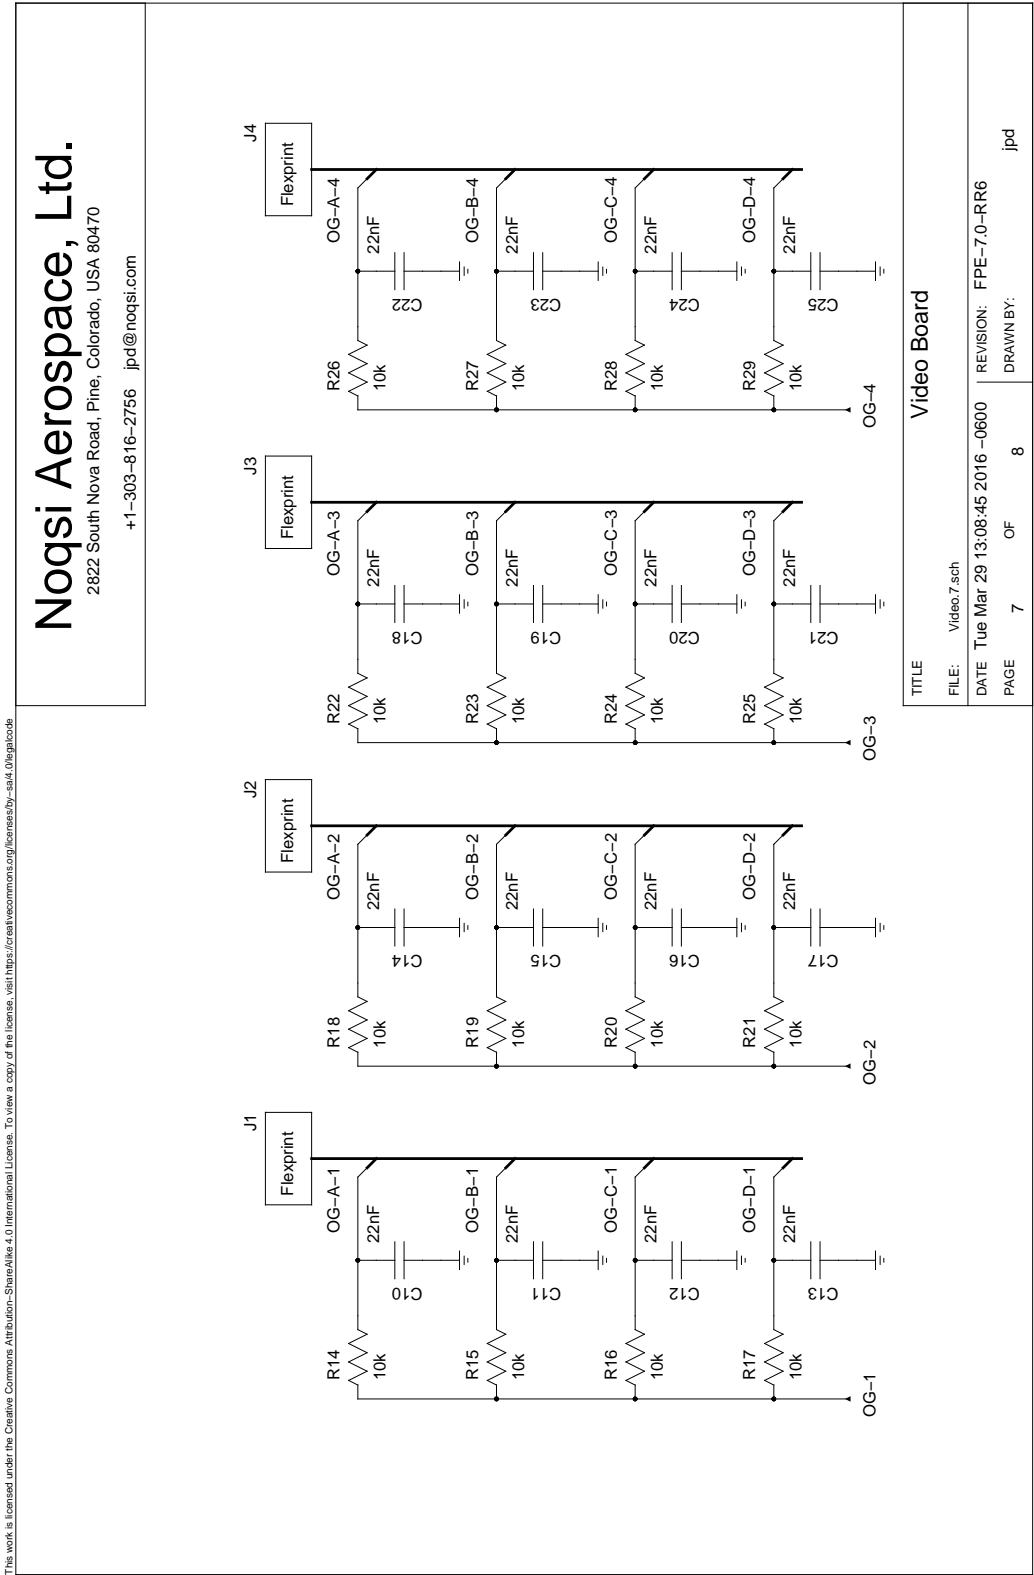 This work is licensed under the Creative Commons Attribution−ShareAlike 4.0 International License. To view a copy of the license, visit https://creativecommons.org/licenses/by−sa/4.0/legalcode
Noqsi Aerospace, Ltd.
2822 South Nova Road, Pine, Colorado, USA 80470
+1−303−816−2756 jpd@noqsi.com
J1
Flexprint
OG−A−1
R14
10k
22nF
C10
OG−B−1
R15
10k
22nF
C11
OG−C−1
R16
10k
22nF
C12
OG−D−1
R17
10k
22nF
C13
OG−1
J2
Flexprint
OG−A−2
R18
10k
22nF
C14
OG−B−2
R19
10k
22nF
C15
OG−C−2
R20
10k
22nF
C16
OG−D−2
R21
10k
22nF
C17
OG−2
J3
Flexprint
OG−A−3
R22
10k
22nF
C18
OG−B−3
R23
10k
22nF
C19
OG−C−3
R24
10k
22nF
C20
OG−D−3
R25
10k
22nF
C21
OG−3
J4
Flexprint
OG−A−4
R26
10k
22nF
C22
OG−B−4
R27
10k
22nF
C23
OG−C−4
R28
10k
22nF
C24
OG−D−4
R29
10k
22nF
C25
OG−4
TITLE
Video Board
FILE: Video.7.sch
DATE Tue Mar 29 13:08:45 2016 −0600
REVISION: FPE−7.0−RR6
PAGE 7 OF 8
DRAWN BY: jpd